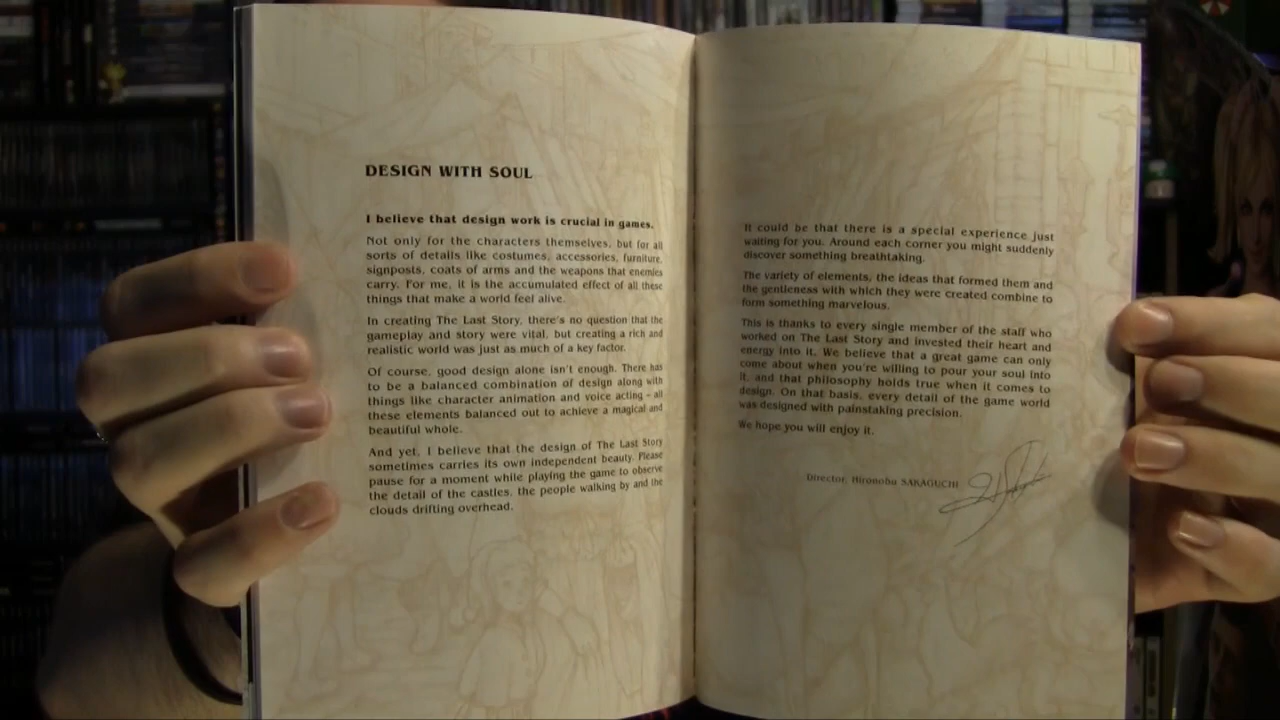 DESIGN WITH SOUL
I believe that design work is crucial in games.
Not only for the characters themselves, but for all
sorts of details like costumes, accessories, furniture,
signposts, coats of arms and the weapons that enemies
carry. For me, it is the accumulated effect of all these
things that make a world feel alive.
In creating The Last Story, there's no question that the
gameplay and story were vital, but creating a rich and
realistic world was just as much of a key factor.
Of course, good design alone isn't enough. There has
to be a balanced combination of design along with
things like character animation and voice acting – all
these elements balanced out to achieve a magical and
beautiful whole.
And yet, I believe that the design of The Last Story
sometimes carries its own independent beauty. Please
pause for a moment while playing the game to observe
the detail of the castles, the people walking by and the
clouds drifting overhead.
It could be that there is a special experience just
waiting for you. Around each corner you might suddenly
discover something breathtaking.
The variety of elements, the ideas that formed them and
the gentleness with which they were created combine to
form something marvelous.
This is thanks to every single member of the staff who
worked on The Last Story and invested their heart and
energy into it. We believe that a great game can only
come about when you're willing to pour your soul into
it, and that philosophy holds true when it comes to
design. On that basis, every detail of the game world
was designed with painstaking precision.
We hope you will enjoy it.
Director, Hironobu SAKAGUCHI